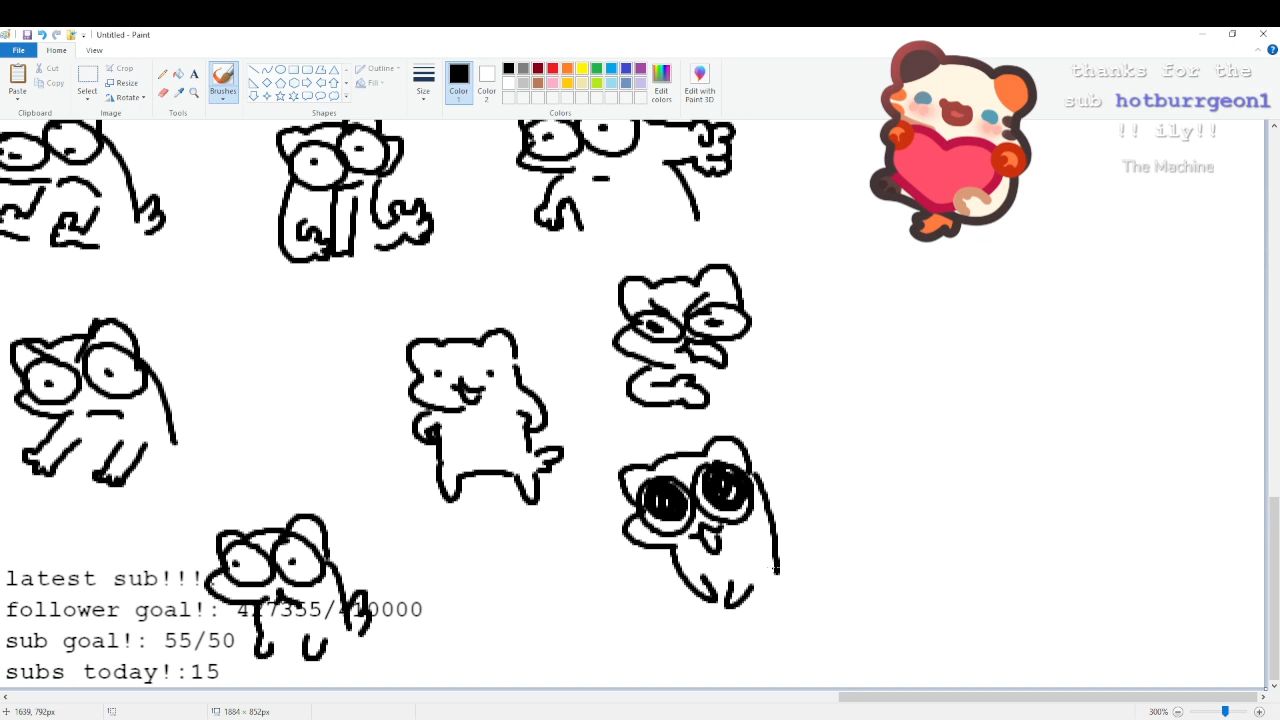 Untitled - Paint
File
Home
View
Paste
Cut
Copy
Clipboard
Select
Crop
Resize
Rotate
Image
Tools
Brushes
Outline
Fill
Shapes
Size
Color 1
Color 2
Edit colors
Colors
Edit with Paint 3D
thanks for the
sub hotburrgeon1
!! ily!!
The Machine
latest sub!!!:
follower goal!: 427355/410000
sub goal!: 55/50
subs today!:15
1639, 792px
1884 × 852px
300%